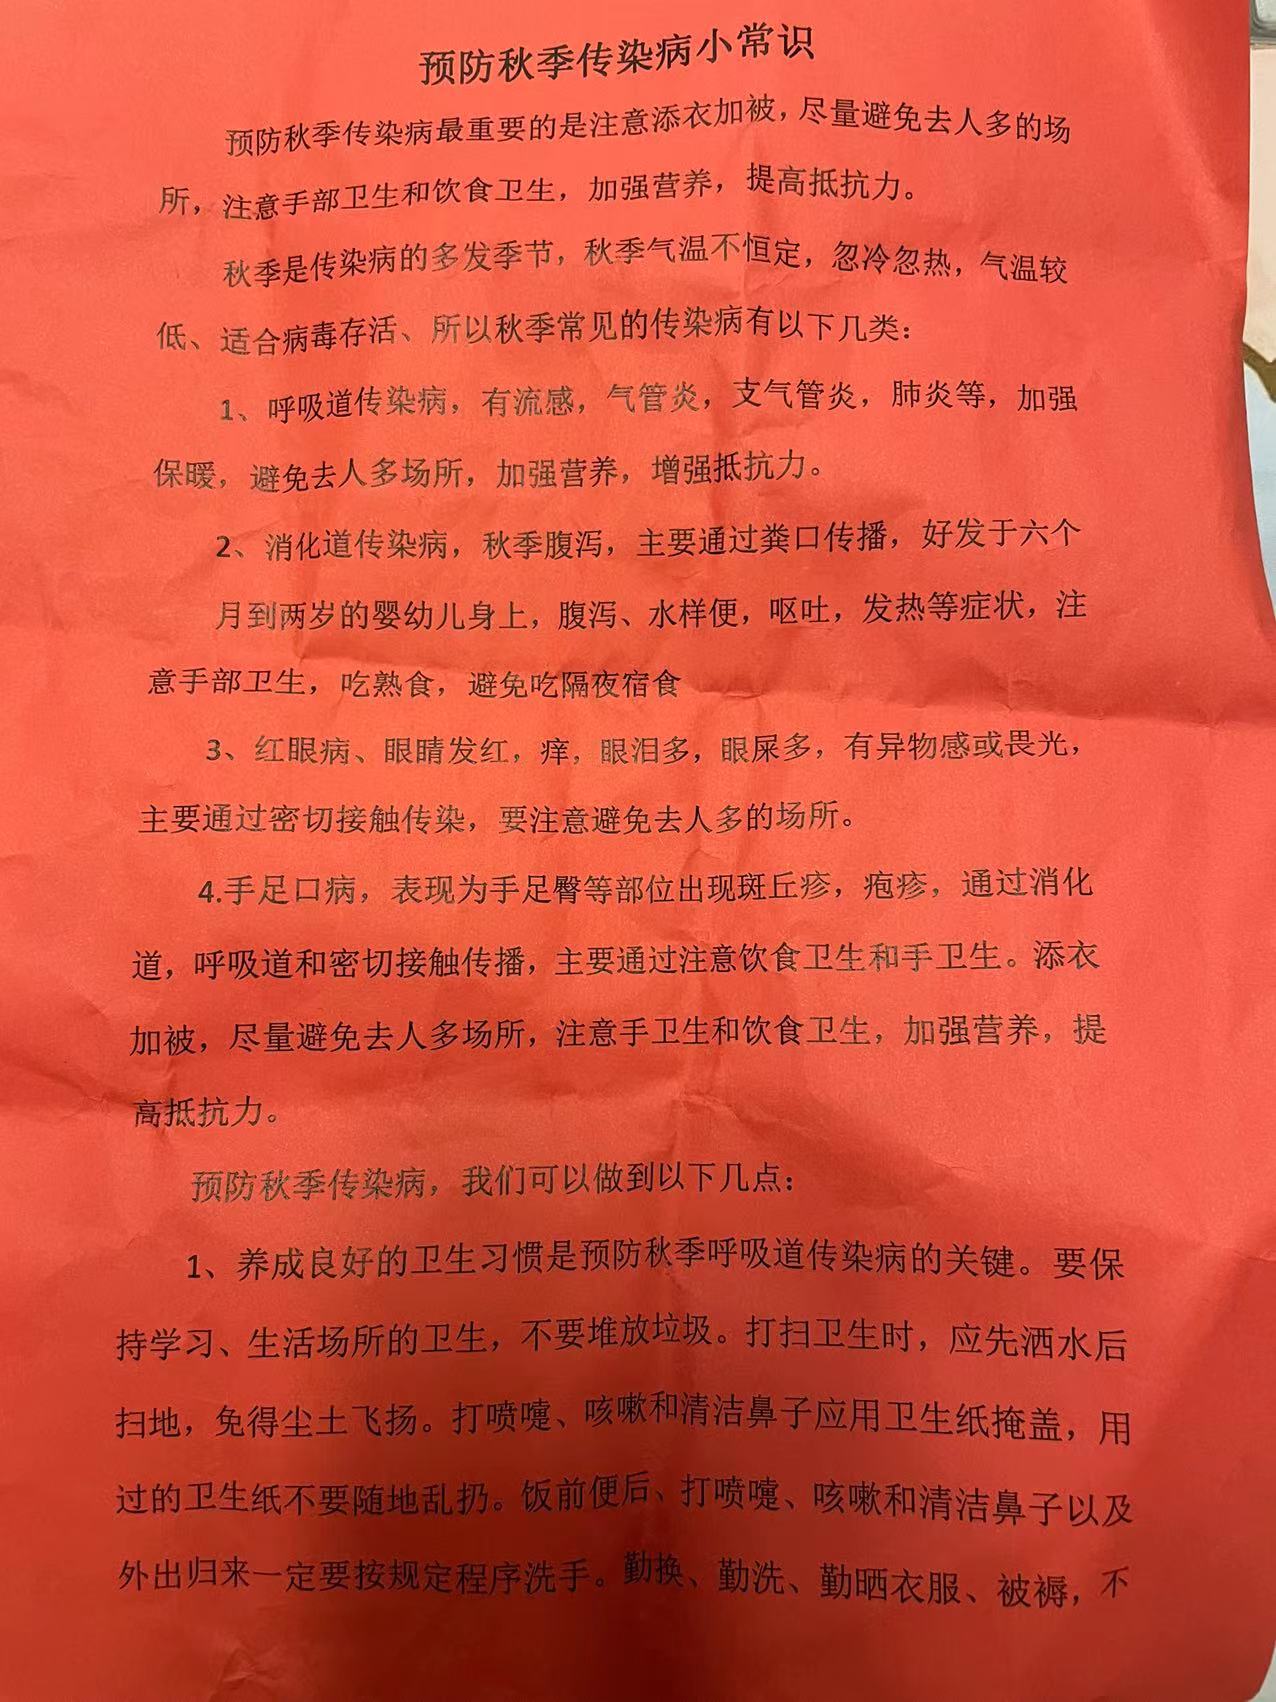 预防秋季传染病小常识
预防秋季传染病最重要的是注意添衣加被，尽量避免去人多的场
所，注意手部卫生和饮食卫生，加强营养，提高抵抗力。
秋季是传染病的多发季节，秋季气温不恒定，忽冷忽热，气温较
低、适合病毒存活、所以秋季常见的传染病有以下几类：
1、呼吸道传染病，有流感，气管炎，支气管炎，肺炎等，加强
保暖，避免去人多场所，加强营养，增强抵抗力。
2、消化道传染病，秋季腹泻，主要通过粪口传播，好发于六个
月到两岁的婴幼儿身上，腹泻、水样便，呕吐，发热等症状，注
意手部卫生，吃熟食，避免吃隔夜宿食
3、红眼病、眼睛发红，痒，眼泪多，眼屎多，有异物感或畏光，
主要通过密切接触传染，要注意避免去人多的场所。
4.手足口病，表现为手足臀等部位出现斑丘疹，疱疹，通过消化
道，呼吸道和密切接触传播，主要通过注意饮食卫生和手卫生。添衣
加被，尽量避免去人多场所，注意手卫生和饮食卫生，加强营养，提
高抵抗力。
预防秋季传染病，我们可以做到以下几点：
1、养成良好的卫生习惯是预防秋季呼吸道传染病的关键。要保
持学习、生活场所的卫生，不要堆放垃圾。打扫卫生时，应先洒水后
扫地，免得尘土飞扬。打喷嚏、咳嗽和清洁鼻子应用卫生纸掩盖，用
过的卫生纸不要随地乱扔。饭前便后、打喷嚏、咳嗽和清洁鼻子以及
外出归来一定要按规定程序洗手。勤换、勤洗、勤晒衣服、被褥，不